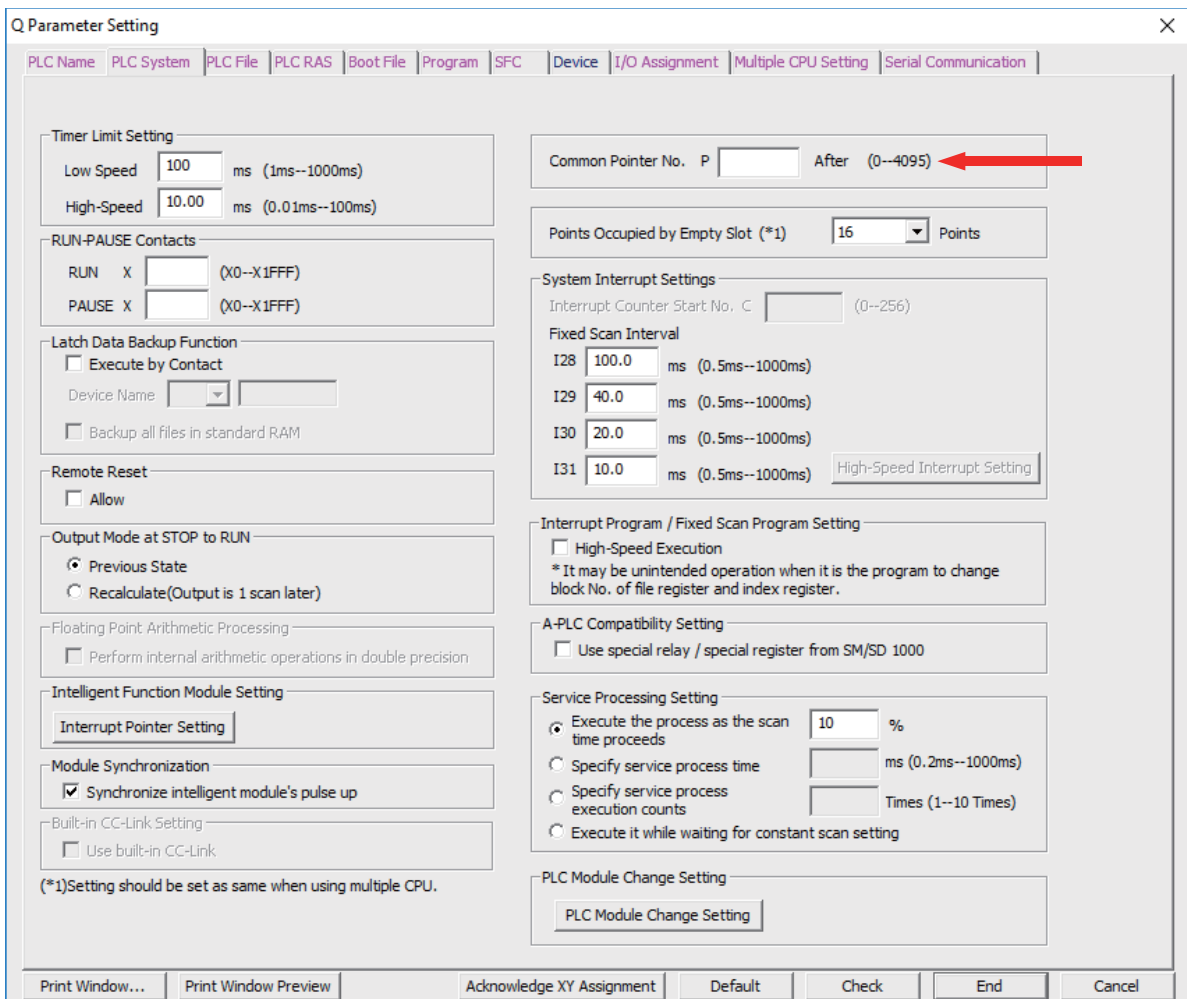 Q Parameter Setting
PLC Name PLC System PLC File PLC RAS Boot File Program SFC Device I/O Assignment Multiple CPU Setting Serial Communication
Timer Limit Setting
Low Speed 100 ms (1ms--1000ms)
High-Speed 10.00 ms (0.01ms--100ms)
RUN-PAUSE Contacts
RUN X (X0--X1FFF)
PAUSE X (X0--X1FFF)
Latch Data Backup Function
Execute by Contact
Device Name
Backup all files in standard RAM
Remote Reset
Allow
Output Mode at STOP to RUN
Previous State
Recalculate(Output is 1 scan later)
Floating Point Arithmetic Processing
Perform internal arithmetic operations in double precision
Intelligent Function Module Setting
Interrupt Pointer Setting
Module Synchronization
Synchronize intelligent module's pulse up
Built-in CC-Link Setting
Use built-in CC-Link
(*1)Setting should be set as same when using multiple CPU.
Common Pointer No. P After (0--4095)
Points Occupied by Empty Slot (*1) 16 Points
System Interrupt Settings
Interrupt Counter Start No. C (0--256)
Fixed Scan Interval
I28 100.0 ms (0.5ms--1000ms)
I29 40.0 ms (0.5ms--1000ms)
I30 20.0 ms (0.5ms--1000ms)
I31 10.0 ms (0.5ms--1000ms) High-Speed Interrupt Setting
Interrupt Program / Fixed Scan Program Setting
High-Speed Execution
* It may be unintended operation when it is the program to change
block No. of file register and index register.
A-PLC Compatibility Setting
Use special relay / special register from SM/SD 1000
Service Processing Setting
Execute the process as the scan
time proceeds 10 %
Specify service process time ms (0.2ms--1000ms)
Specify service process
execution counts Times (1--10 Times)
Execute it while waiting for constant scan setting
PLC Module Change Setting
PLC Module Change Setting
Print Window... Print Window Preview Acknowledge XY Assignment Default Check End Cancel